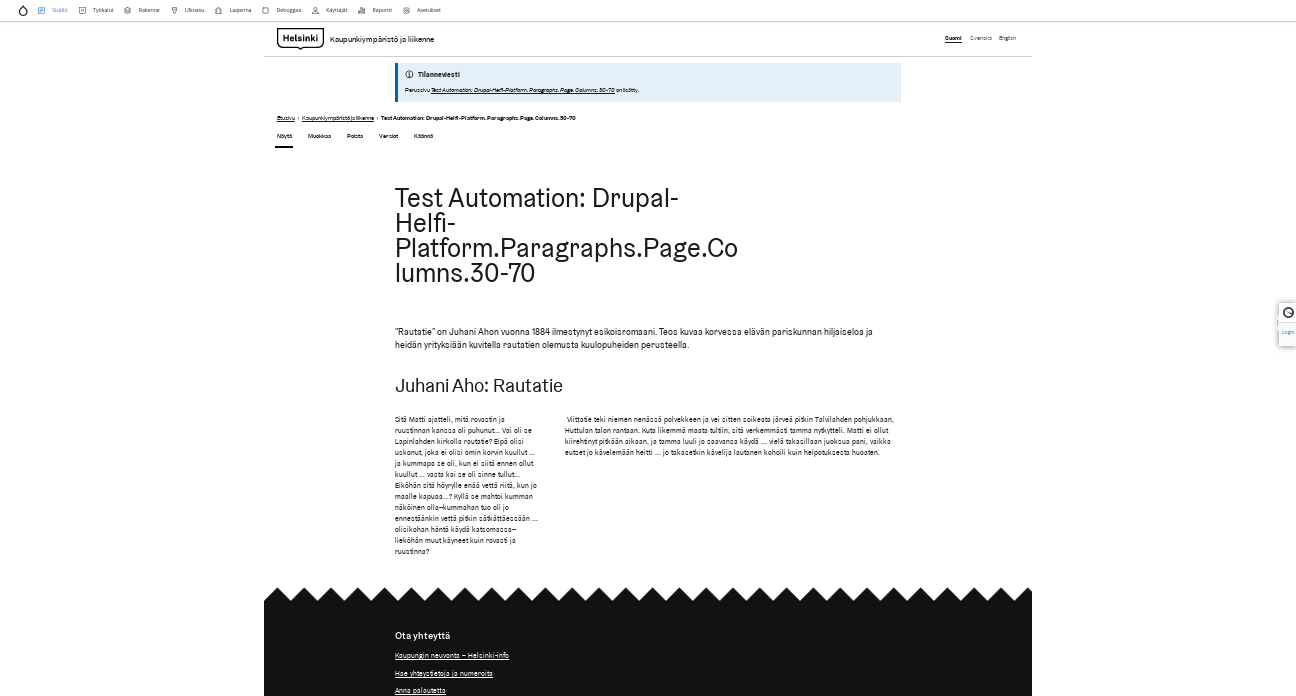 Sisältö Työkalut Rakenne Ulkoasu Laajenna Debuggaa Käyttäjät Raportit Asetukset
Helsinki Kaupunkiympäristö ja liikenne Suomi Svenska English
Tilanneviesti
Perussivu Test Automation: Drupal-Helfi-Platform.Paragraphs.Page.Columns.30-70 on lisätty.
Etusivu › Kaupunkiympäristö ja liikenne › Test Automation: Drupal-Helfi-Platform.Paragraphs.Page.Columns.30-70
Näytä Muokkaa Poista Versiot Käännä
Test Automation: Drupal-
Helfi-
Platform.Paragraphs.Page.Co
lumns.30-70
Login
"Rautatie" on Juhani Ahon vuonna 1884 ilmestynyt esikoisromaani. Teos kuvaa korvessa elävän pariskunnan hiljaiseloa ja
heidän yrityksiään kuvitella rautatien olemusta kuulopuheiden perusteella.
Juhani Aho: Rautatie
Sitä Matti ajatteli, mitä rovastin ja
ruustinnan kanssa oli puhunut... Vai oli se
Lapinlahden kirkolla rautatie? Eipä olisi
uskonut, joka ei olisi omin korvin kuullut ...
ja kummapa se oli, kun ei siitä ennen ollut
kuullut ... vasta kai se oli sinne tullut...
Eiköhän sitä höyrylle enää vettä riitä, kun jo
maalle kapuaa...? Kyllä se mahtoi kumman
näköinen olla—kummahan tuo oli jo
ennestäänkin vettä pitkin sätkättäessään ...
olisikohan häntä käydä katsomassa—
lieköhän muut käyneet kuin rovasti ja
ruustinna?
Viittatie teki niemen nenässä polvekkeen ja vei sitten soikeata järveä pitkin Talvilahden pohjukkaan,
Huttulan talon rantaan. Kuta likemmä maata tultiin, sitä verkemmästi tamma nytkytteli. Matti ei ollut
kiirehtinyt pitkään aikaan, ja tamma luuli jo saavansa käydä ... vielä takasillaan juoksua pani, vaikka
eutset jo kävelemään heitti ... jo takasetkin kävelijä lautanen kohoili kuin helpotuksesta huoaten.
Ota yhteyttä
Kaupungin neuvonta – Helsinki-info
Hae yhteystietoja ja numeroita
Anna palautetta